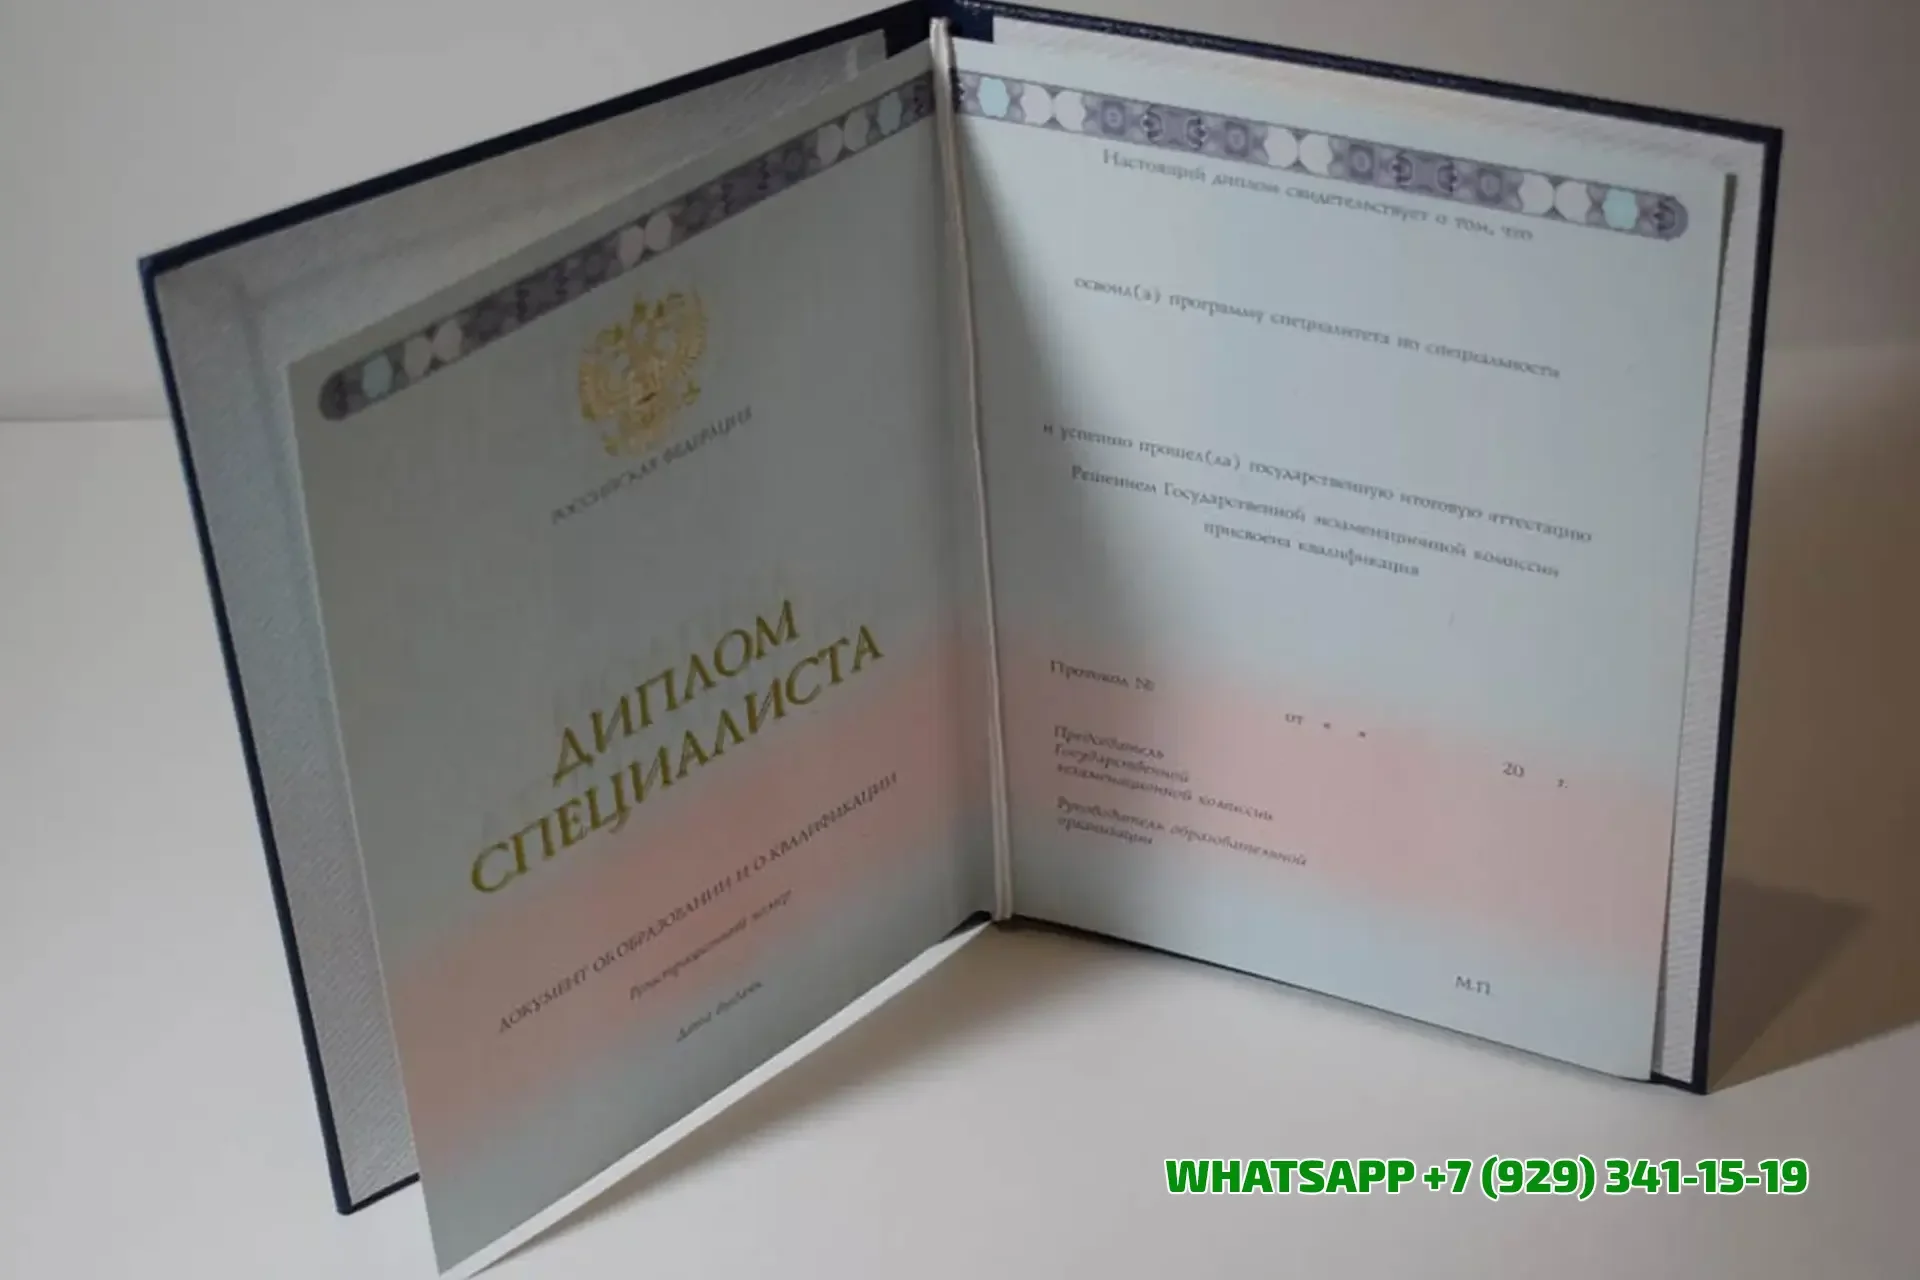 РОССИЙСКАЯ ФЕДЕРАЦИЯ
ДИПЛОМ
СПЕЦИАЛИСТА
ДОКУМЕНТ ОБ ОБРАЗОВАНИИ И О КВАЛИФИКАЦИИ
Регистрационный номер
Дата выдачи
Настоящий диплом свидетельствует о том, что
освоил(а) программу специалитета по специальности
и успешно прошел(ла) государственную итоговую аттестацию
Решением Государственной экзаменационной комиссии
присвоена квалификация
Протокол №
от « » 20 г.
Председатель
Государственной
экзаменационной комиссии
Руководитель образовательной
организации
М.П.
WHATSAPP +7 (929) 341-15-19